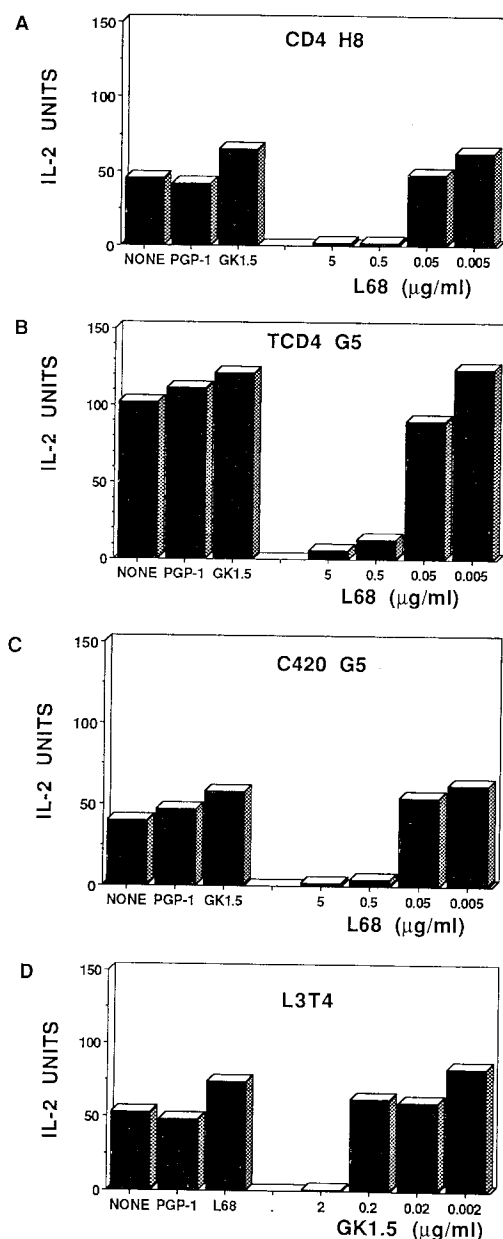 A
CD4 H8
IL-2 UNITS
150
100
50
0
NONE PGP-1 GK1.5 5 0.5 0.05 0.005
L68 (μg/ml)
B
TCD4 G5
IL-2 UNITS
150
100
50
0
NONE PGP-1 GK1.5 5 0.5 0.05 0.005
L68 (μg/ml)
C
C420 G5
IL-2 UNITS
150
100
50
0
NONE PGP-1 GK1.5 5 0.5 0.05 0.005
L68 (μg/ml)
D
L3T4
IL-2 UNITS
150
100
50
0
NONE PGP-1 L68 . 2 0.2 0.02 0.002
GK1.5 (μg/ml)